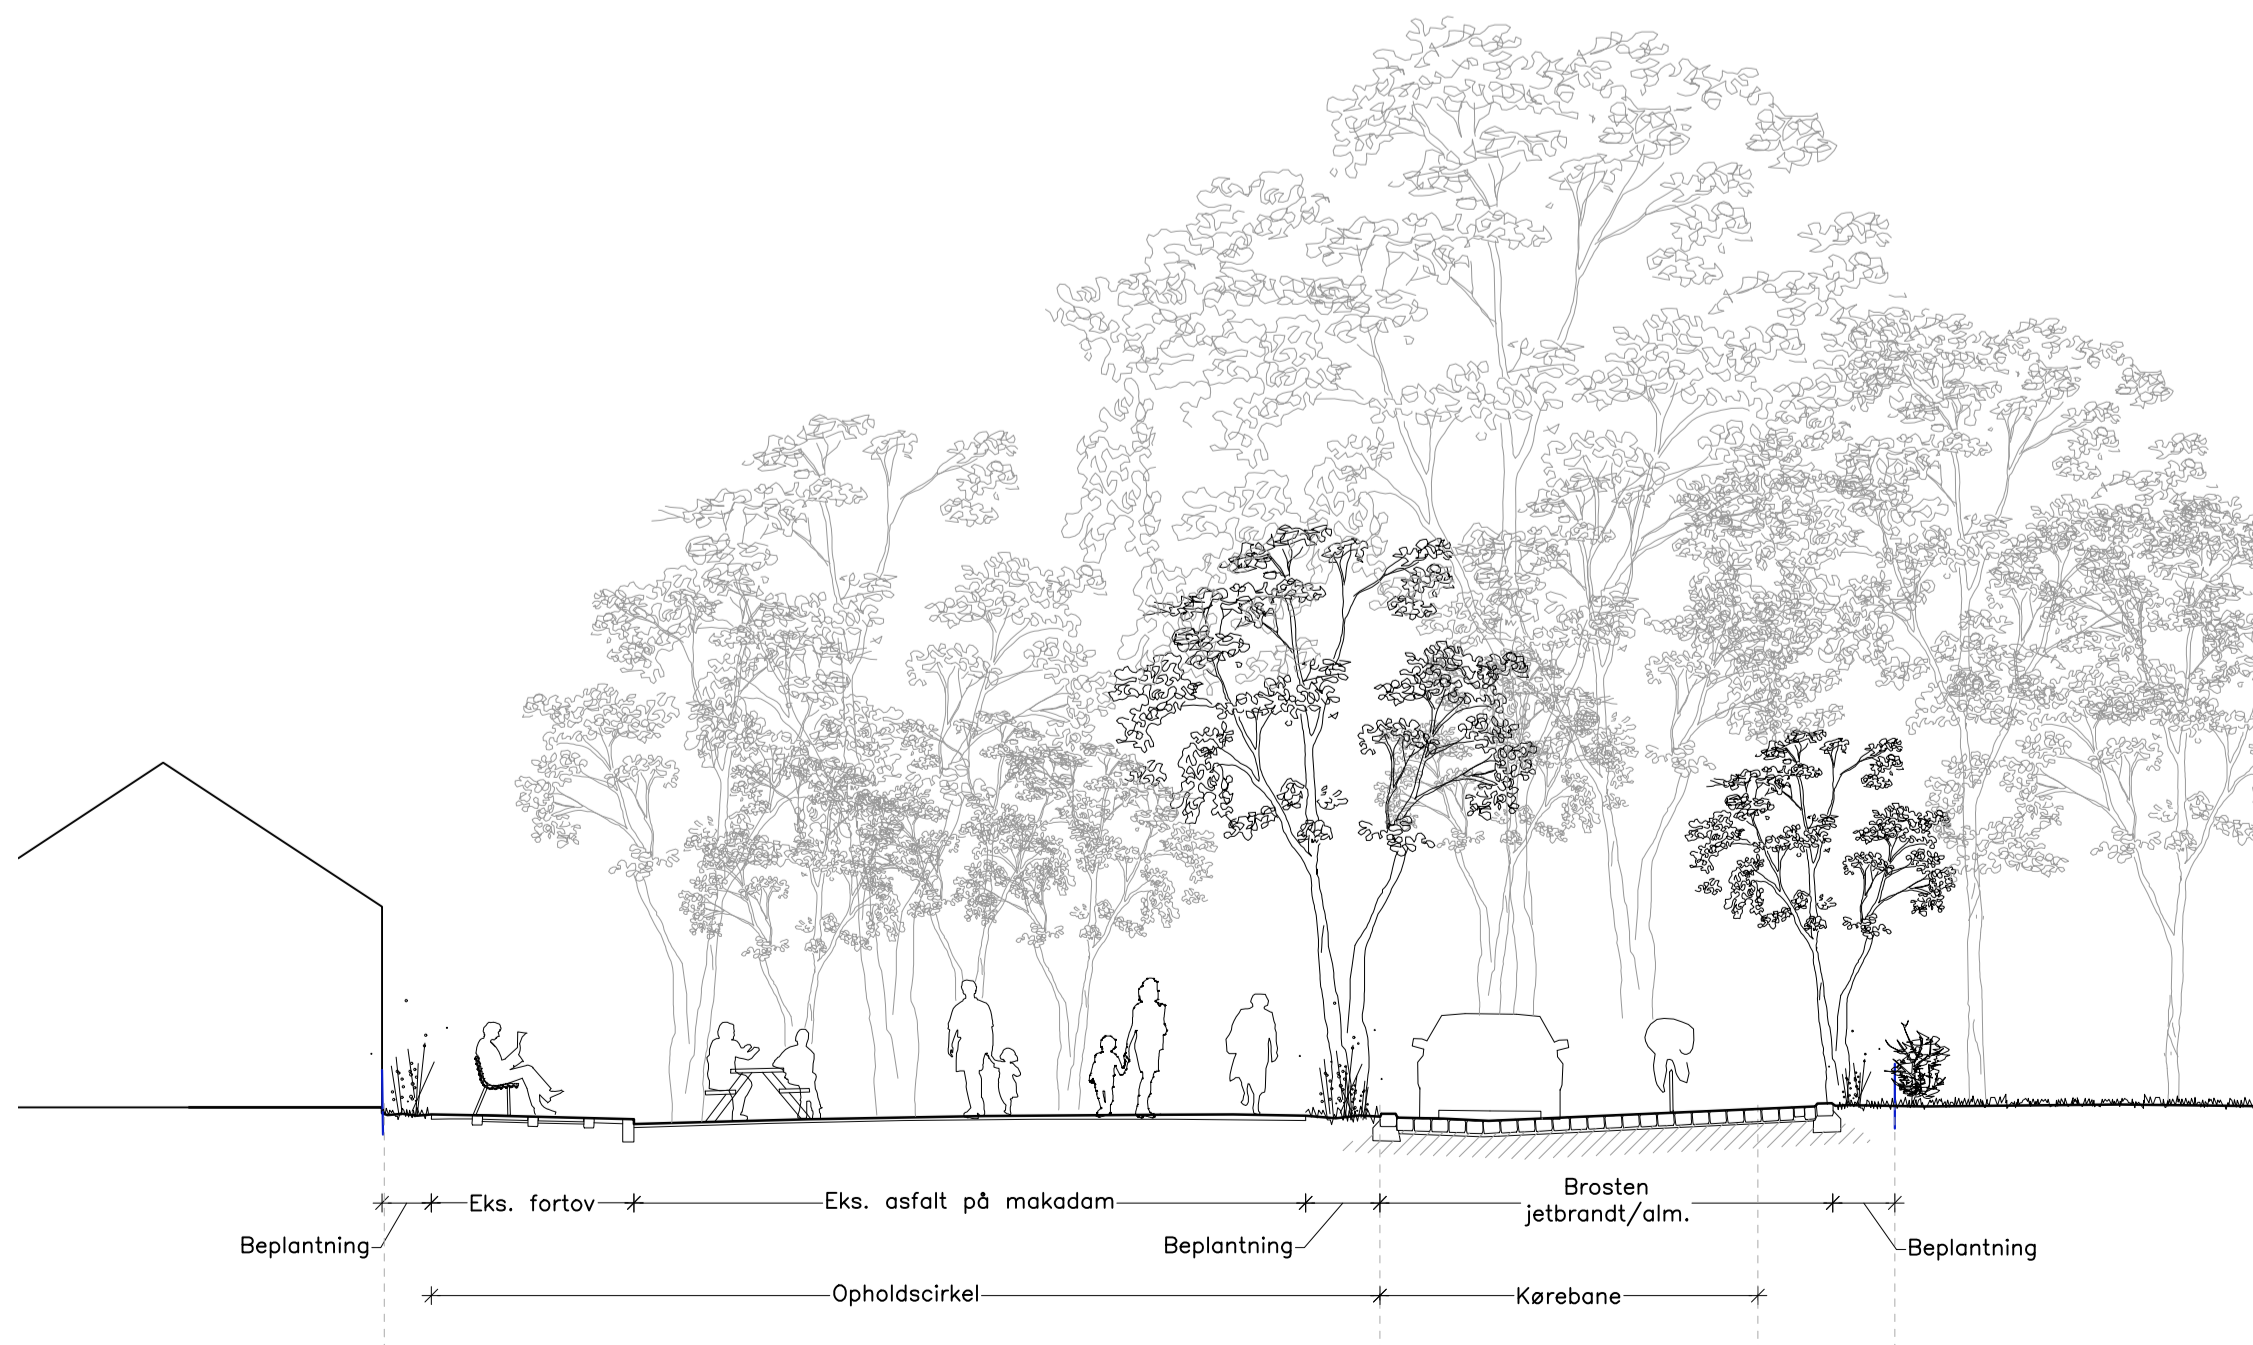 Eks. fortov
Eks. asfalt på makadam
Brosten
jetbrandt/alm.
Beplantning
Beplantning
Beplantning
Opholdscirkel
Kørebane